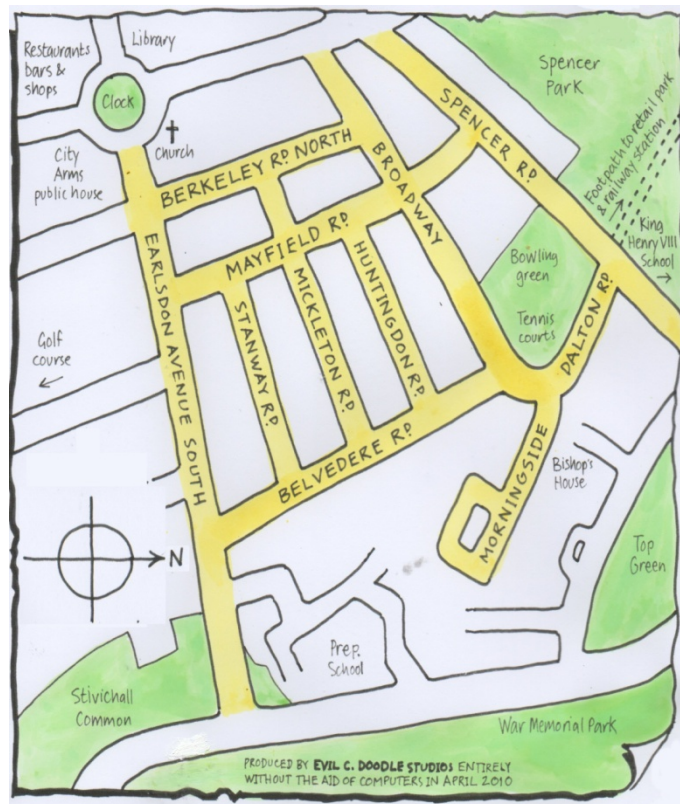 Restaurants
bars &
shops
Library
Clock
Church
City
Arms
public house
Spencer
Park
SPENCER RD
BERKELEY RD NORTH
BROADWAY
Footpath to retail park
& railway station
King
Henry VIII
School
MAYFIELD RD
Bowling
green
Tennis
courts
DALTON RD
EARLSDON AVENUE SOUTH
STANWAY RD
MICKLETON RD
HUNTINGDON RD
Golf
course
BELVEDERE RD
MORNINGSIDE
Bishop's
House
N
Top
Green
Prep.
School
Stivichall
Common
War Memorial Park
PRODUCED BY EVIL C. DOODLE STUDIOS ENTIRELY
WITHOUT THE AID OF COMPUTERS IN APRIL 2010